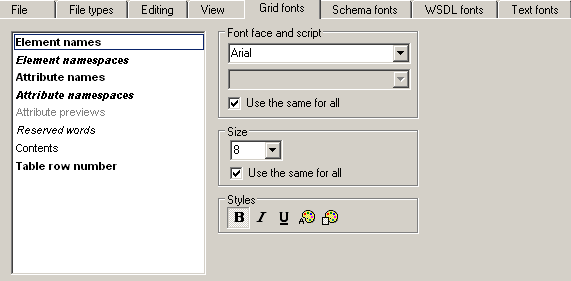 File File types Editing View Grid fonts Schema fonts WSDL fonts Text fonts
Element names
Element namespaces
Attribute names
Attribute namespaces
Attribute previews
Reserved words
Contents
Table row number
Font face and script
Arial
Use the same for all
Size
8
Use the same for all
Styles
B I U A